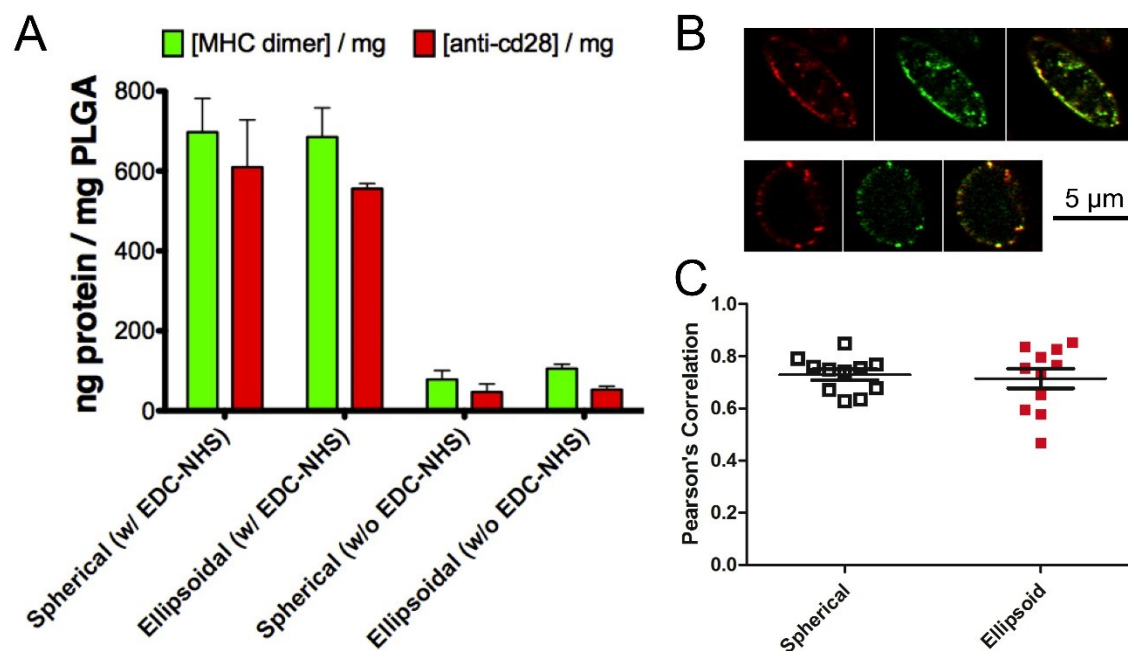 A
[MHC dimer] / mg [anti-cd28] / mg
ng protein / mg PLGA
800
600
400
200
0
Spherical (w/ EDC-NHS)
Ellipsoidal (w/ EDC-NHS)
Spherical (w/o EDC-NHS)
Ellipsoidal (w/o EDC-NHS)
B
5 µm
C
Pearson's Correlation
1.0
0.8
0.6
0.4
0.2
0.0
Spherical
Ellipsoid